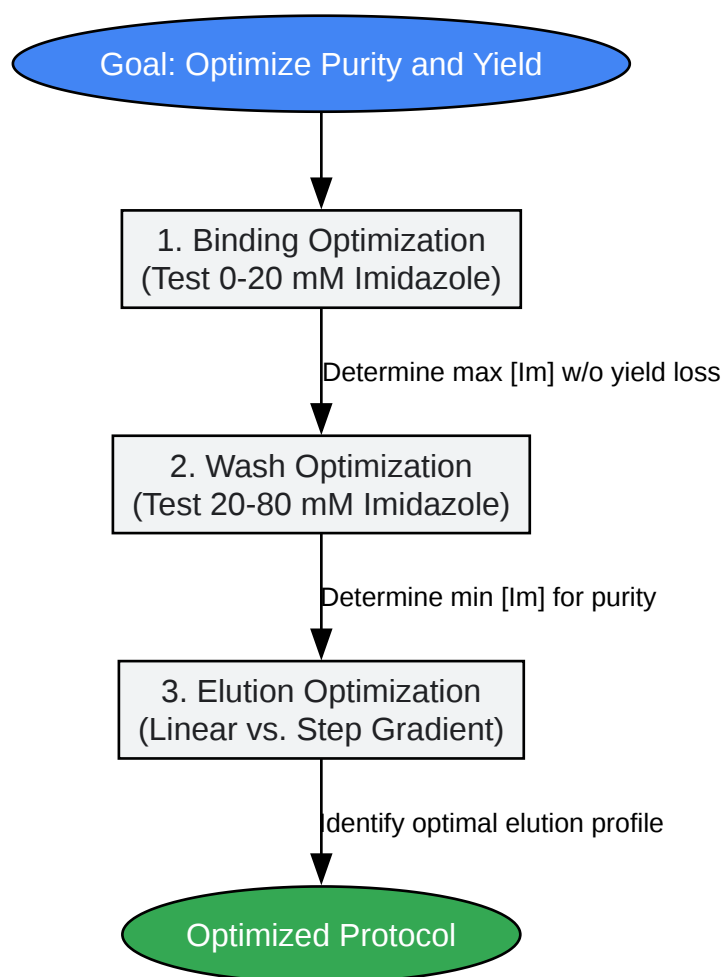 Goal: Optimize Purity and Yield
1. Binding Optimization
(Test 0-20 mM Imidazole)
Determine max [Im] w/o yield loss
2. Wash Optimization
(Test 20-80 mM Imidazole)
Determine min [Im] for purity
3. Elution Optimization
(Linear vs. Step Gradient)
Identify optimal elution profile
Optimized Protocol